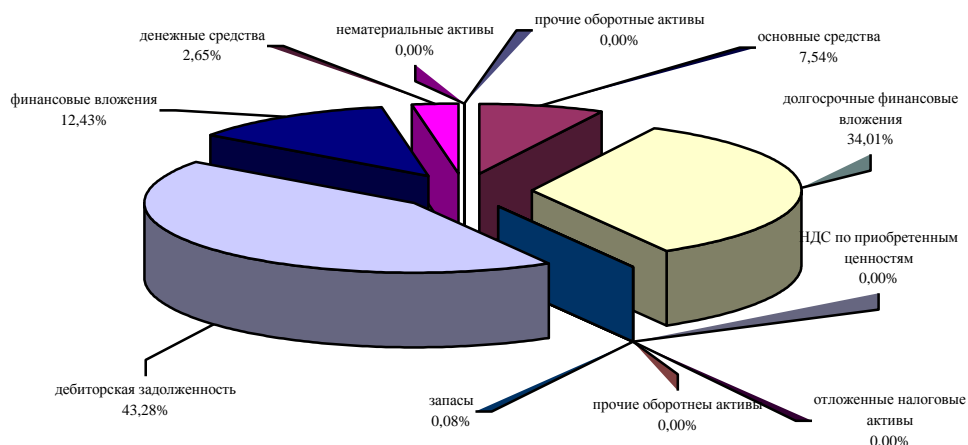 нематериальные активы
0,00%
прочие оборотные активы
0,00%
денежные средства
2,65%
основные средства
7,54%
финансовые вложения
12,43%
долгосрочные финансовые
вложения
34,01%
НДС по приобретенным
ценностям
0,00%
дебиторская задолженность
43,28%
запасы
0,08%
прочие оборотнеы активы
0,00%
отложенные налоговые
активы
0,00%